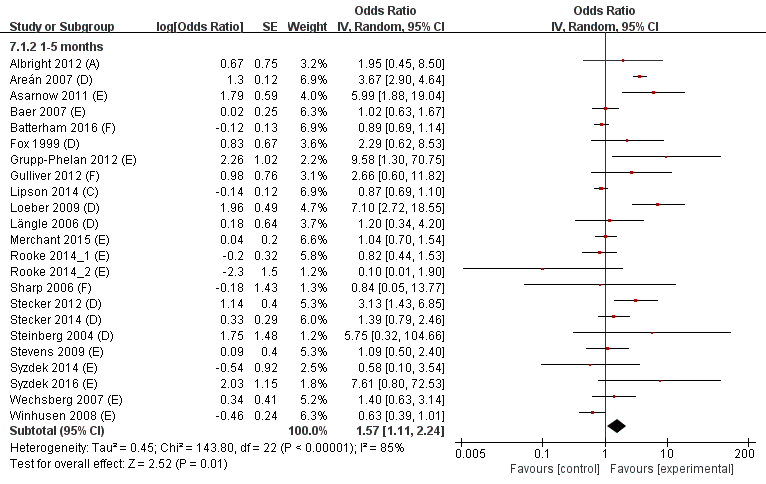 Odds Ratio Odds Ratio
Study or Subgroup log[Odds Ratio] SE Weight IV, Random, 95% CI IV, Random, 95% CI
7.1.2 1-5 months
Albright 2012 (A) 0.67 0.75 3.2% 1.95 [0.45, 8.50]
Areán 2007 (D) 1.3 0.12 6.9% 3.67 [2.90, 4.64]
Asarnow 2011 (E) 1.79 0.59 4.0% 5.99 [1.88, 19.04]
Baer 2007 (E) 0.02 0.25 6.3% 1.02 [0.63, 1.67]
Batterham 2016 (F) -0.12 0.13 6.8% 0.89 [0.69, 1.14]
Fox 1999 (D) 0.83 0.67 3.6% 2.29 [0.62, 8.53]
Grupp-Phelan 2012 (E) 2.26 1.02 2.2% 9.58 [1.30, 70.75]
Gulliver 2012 (F) 0.98 0.76 3.1% 2.66 [0.60, 11.82]
Lipson 2014 (C) -0.14 0.12 6.9% 0.87 [0.69, 1.10]
Loeber 2009 (D) 1.96 0.49 4.7% 7.10 [2.72, 18.55]
Längle 2006 (D) 0.18 0.64 3.7% 1.20 [0.34, 4.20]
Merchant 2015 (E) 0.04 0.2 6.6% 1.04 [0.70, 1.54]
Rooke 2014_1 (E) -0.2 0.32 5.8% 0.82 [0.44, 1.53]
Rooke 2014_2 (E) -2.3 1.5 1.2% 0.10 [0.01, 1.90]
Sharp 2006 (F) -0.18 1.43 1.3% 0.84 [0.05, 13.77]
Stecker 2012 (D) 1.14 0.4 5.3% 3.13 [1.43, 6.85]
Stecker 2014 (D) 0.33 0.29 6.0% 1.39 [0.79, 2.46]
Steinberg 2004 (D) 1.75 1.48 1.2% 5.75 [0.32, 104.66]
Stevens 2009 (E) 0.09 0.4 5.3% 1.09 [0.50, 2.40]
Syzdek 2014 (E) -0.54 0.92 2.5% 0.58 [0.10, 3.54]
Syzdek 2016 (E) 2.03 1.15 1.8% 7.61 [0.80, 72.53]
Wechsberg 2007 (E) 0.34 0.41 5.2% 1.40 [0.63, 3.14]
Winhusen 2008 (E) -0.46 0.24 6.3% 0.63 [0.39, 1.01]
Subtotal (95% CI) 100.0% 1.57 [1.11, 2.24]
Heterogeneity: Tau² = 0.45; Chi² = 143.80, df = 22 (P < 0.00001); I² = 85%
Test for overall effect: Z = 2.52 (P = 0.01)
0.005 0.1 1 10 200
Favours [control] Favours [experimental]